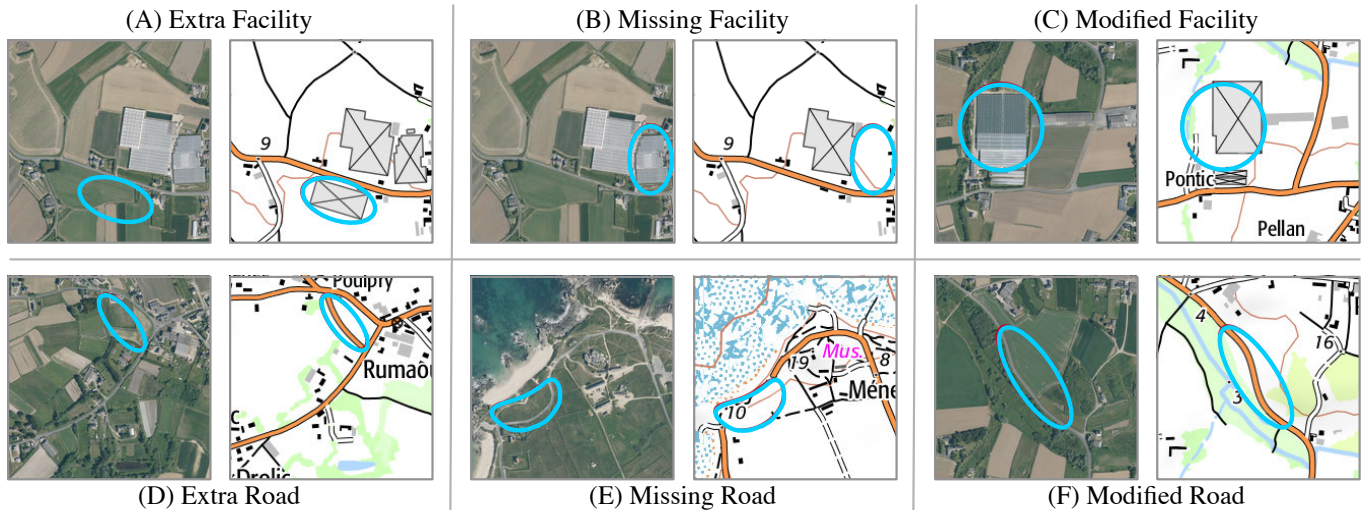 (A) Extra Facility
(B) Missing Facility
(C) Modified Facility
9
9
Pontic
Pellan
Poulpry
Rumaou
C
Drolic
Mus.
19
8
10
Méne
4
16
3
(D) Extra Road
(E) Missing Road
(F) Modified Road